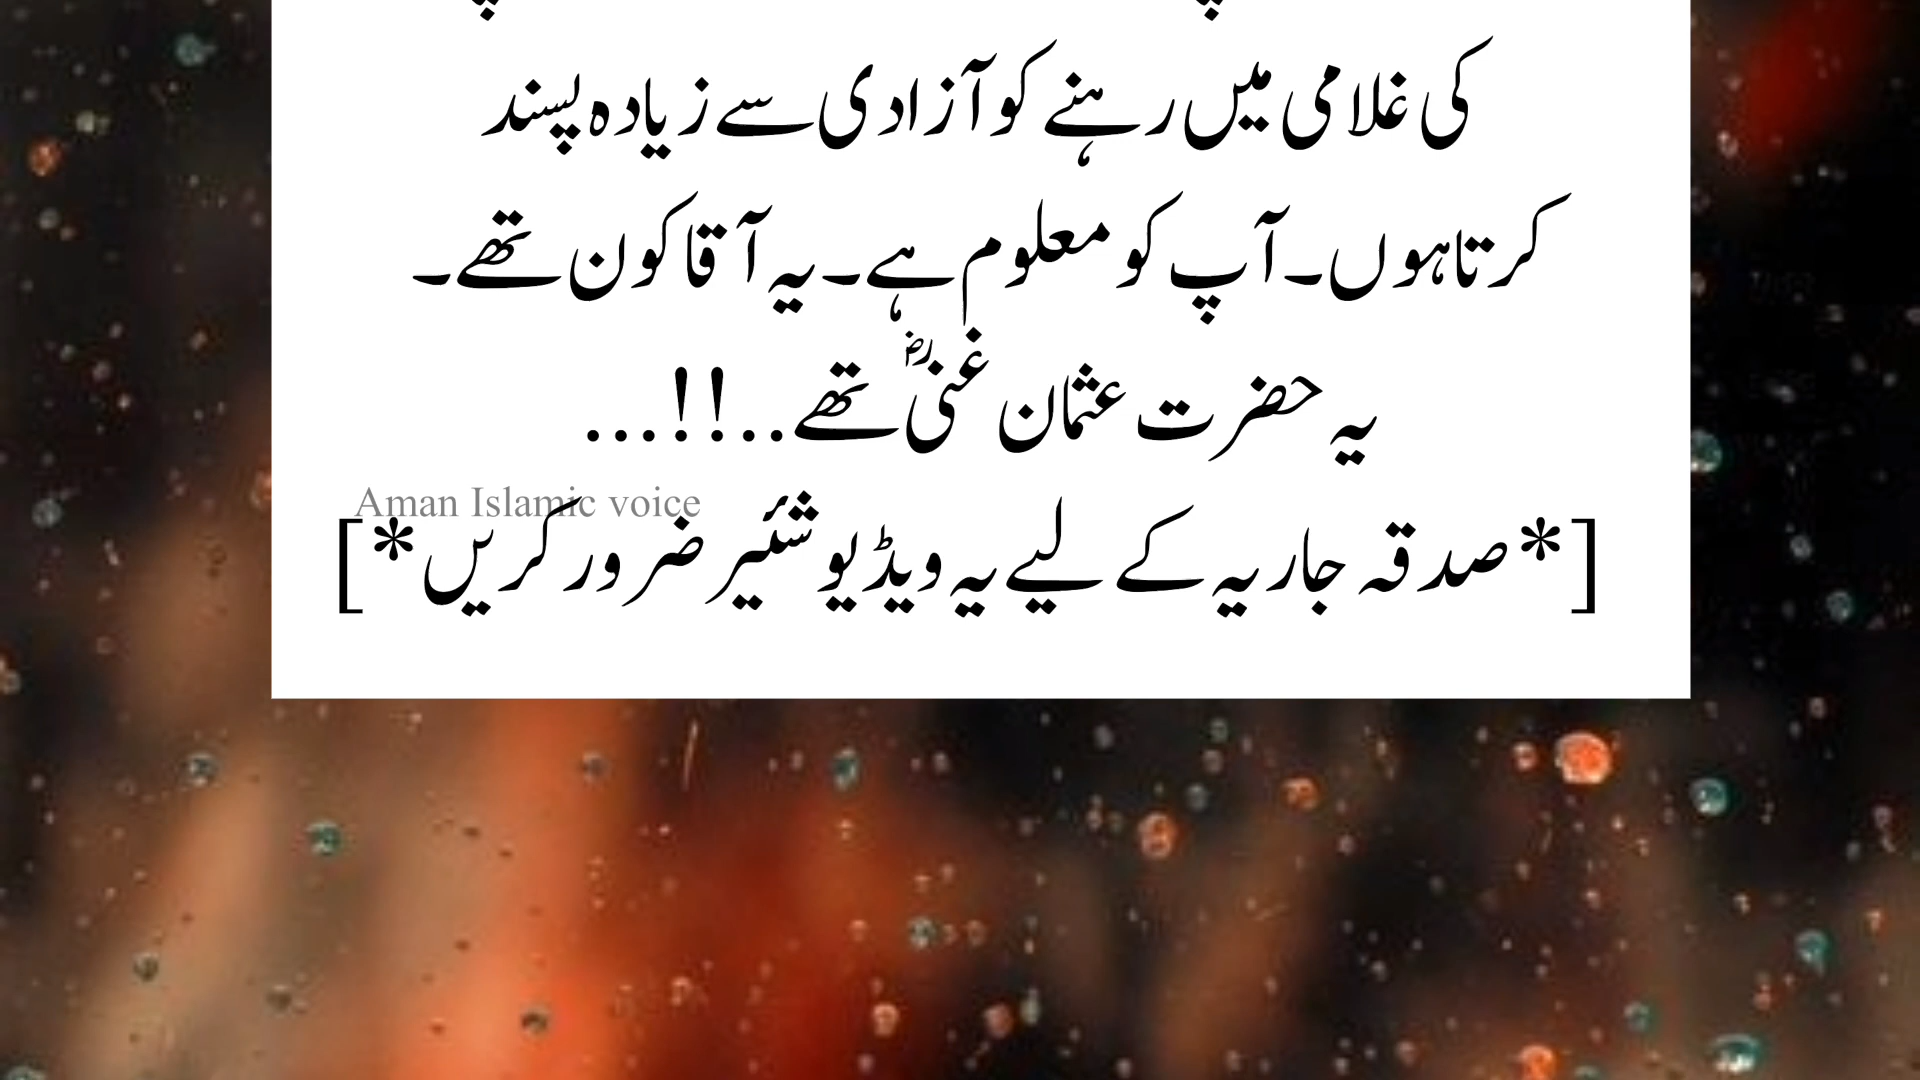 کی غلامی میں رہنے کو آزادی سے زیادہ پسند
کرتا ہوں۔ آپ کو معلوم ہے۔ یہ آقا کون تھے۔
یہ حضرت عثمان غنیؓ تھے..!!...
Aman Islamic voice
[*صدقہ جاریہ کے لیے یہ ویڈیو شئیر ضرور کریں*]